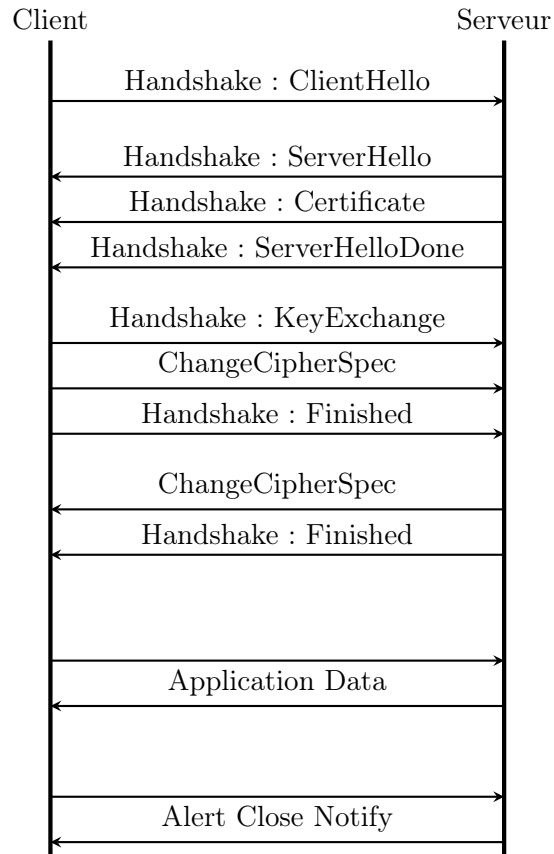 Client Serveur
Handshake : ClientHello
Handshake : ServerHello
Handshake : Certificate
Handshake : ServerHelloDone
Handshake : KeyExchange
ChangeCipherSpec
Handshake : Finished
ChangeCipherSpec
Handshake : Finished
Application Data
Alert Close Notify